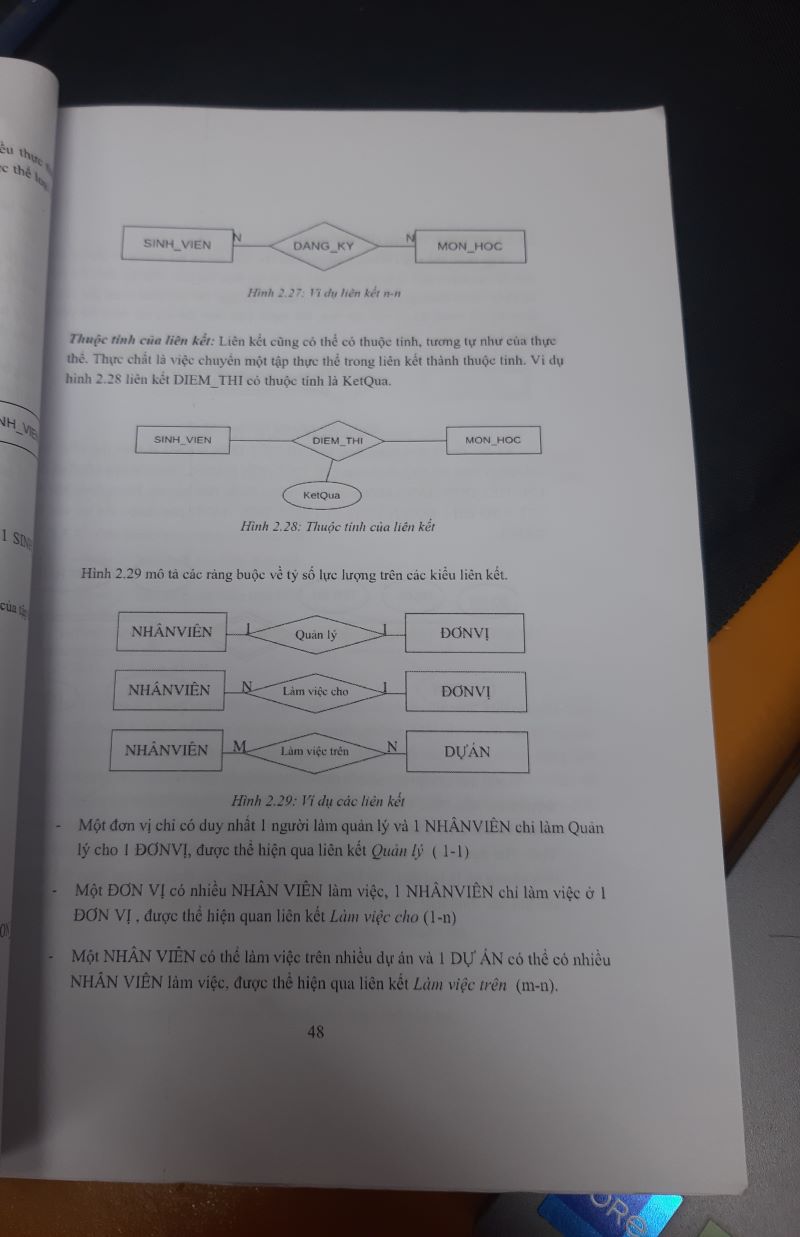 ều thực
ực thể
SINH_VIEN N DANG_KY N MON_HOC
Hình 2.27: Ví dụ liên kết n-n
Thuộc tính của liên kết: Liên kết cũng có thể có thuộc tính, tương tự như của thực
thể. Thực chất là việc chuyển một tập thực thể trong liên kết thành thuộc tính. Ví dụ
hình 2.28 liên kết DIEM_THI có thuộc tính là KetQua.
SINH_VIEN DIEM_THI MON_HOC
KetQua
Hình 2.28: Thuộc tính của liên kết
Hình 2.29 mô tả các ràng buộc về tỷ số lực lượng trên các kiểu liên kết.
NHÂNVIÊN 1 Quản lý 1 ĐƠNVỊ
NHÂNVIÊN N Làm việc cho 1 ĐƠNVỊ
NHÂNVIÊN M Làm việc trên N DỰÁN
Hình 2.29: Ví dụ các liên kết
- Một đơn vị chỉ có duy nhất 1 người làm quản lý và 1 NHÂNVIÊN chỉ làm Quản
lý cho 1 ĐƠNVỊ, được thể hiện qua liên kết Quản lý ( 1-1)
- Một ĐƠN VỊ có nhiều NHÂN VIÊN làm việc, 1 NHÂNVIÊN chỉ làm việc ở 1
ĐƠN VỊ , được thể hiện quan liên kết Làm việc cho (1-n)
- Một NHÂN VIÊN có thể làm việc trên nhiều dự án và 1 DỰ ÁN có thể có nhiều
NHÂN VIÊN làm việc, được thể hiện qua liên kết Làm việc trên (m-n).
48